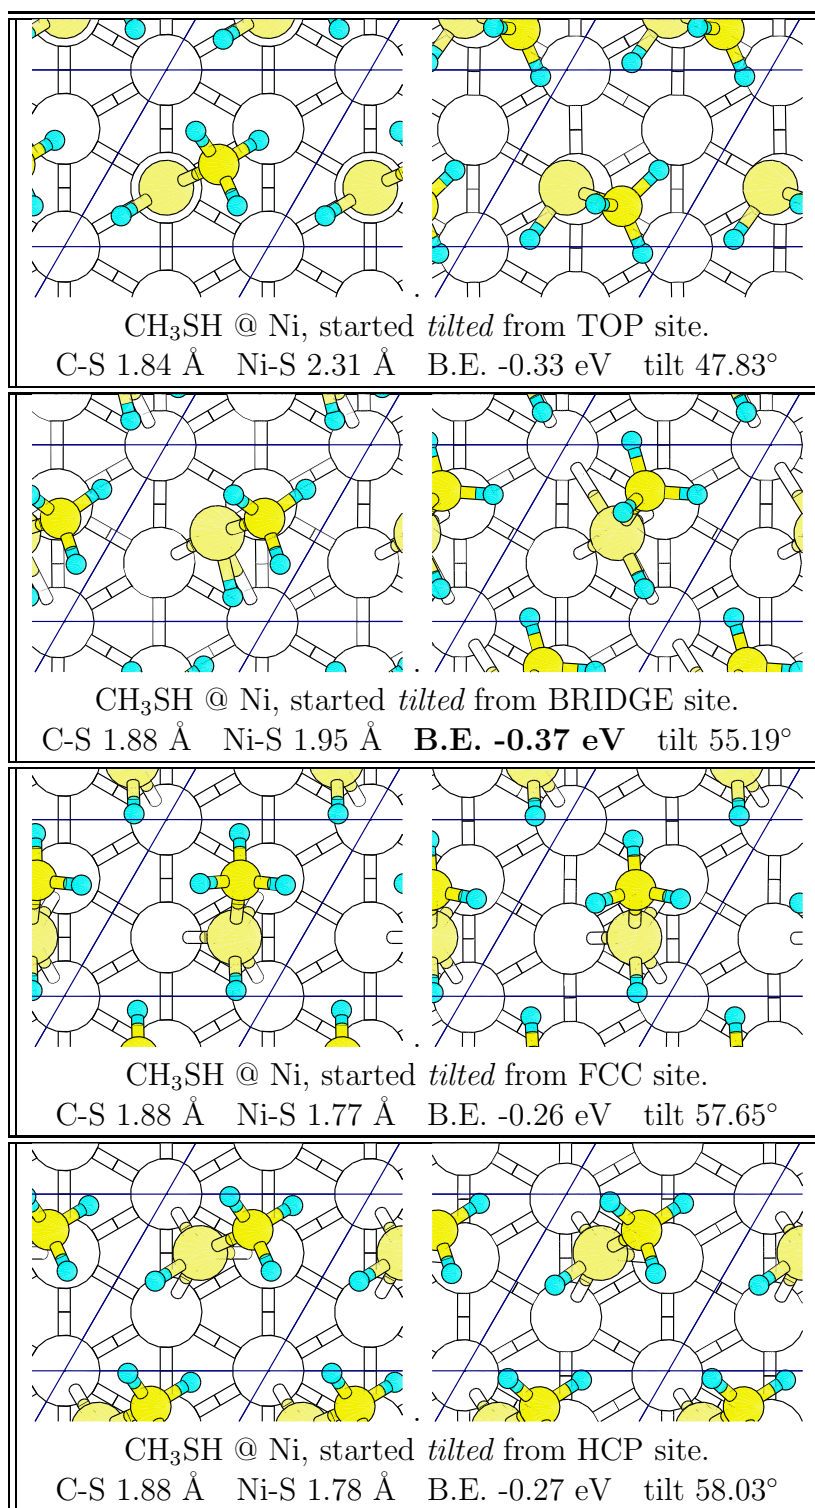 CH₃SH @ Ni, started tilted from TOP site.
C-S 1.84 Å Ni-S 2.31 Å B.E. -0.33 eV tilt 47.83°
CH₃SH @ Ni, started tilted from BRIDGE site.
C-S 1.88 Å Ni-S 1.95 Å B.E. -0.37 eV tilt 55.19°
CH₃SH @ Ni, started tilted from FCC site.
C-S 1.88 Å Ni-S 1.77 Å B.E. -0.26 eV tilt 57.65°
CH₃SH @ Ni, started tilted from HCP site.
C-S 1.88 Å Ni-S 1.78 Å B.E. -0.27 eV tilt 58.03°